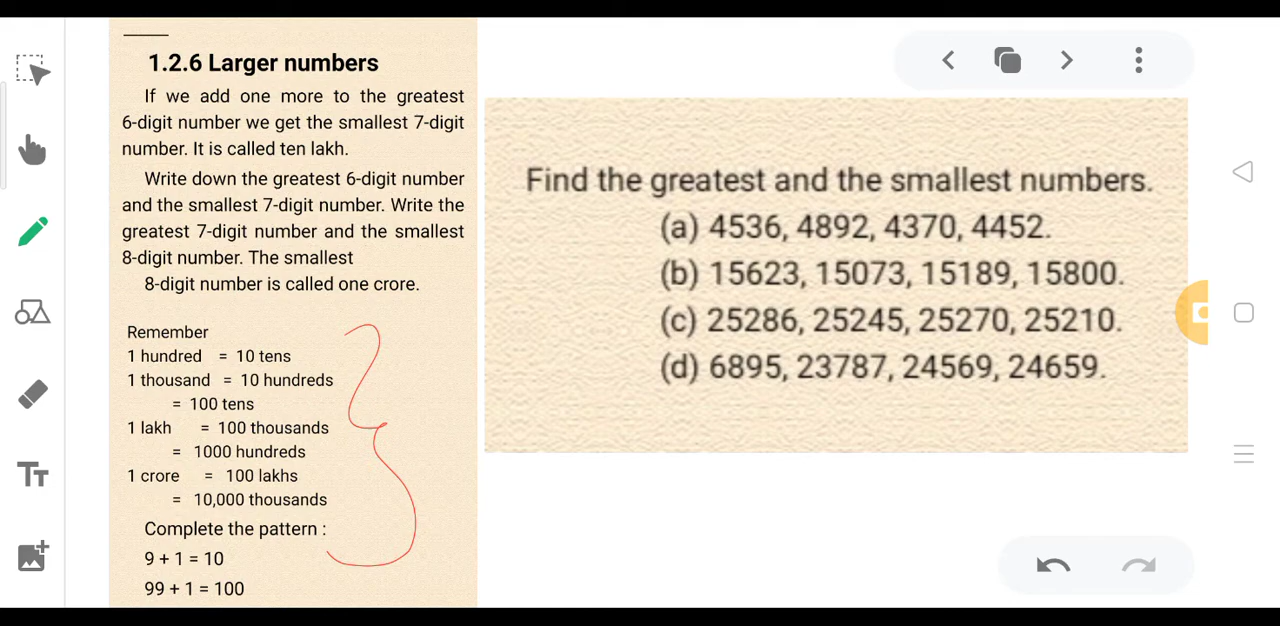 1.2.6 Larger numbers
If we add one more to the greatest
6-digit number we get the smallest 7-digit
number. It is called ten lakh.
Write down the greatest 6-digit number
and the smallest 7-digit number. Write the
greatest 7-digit number and the smallest
8-digit number. The smallest
8-digit number is called one crore.
Remember
1 hundred = 10 tens
1 thousand = 10 hundreds
= 100 tens
1 lakh = 100 thousands
= 1000 hundreds
1 crore = 100 lakhs
= 10,000 thousands
Complete the pattern :
9 + 1 = 10
99 + 1 = 100
Find the greatest and the smallest numbers.
(a) 4536, 4892, 4370, 4452.
(b) 15623, 15073, 15189, 15800.
(c) 25286, 25245, 25270, 25210.
(d) 6895, 23787, 24569, 24659.
TT